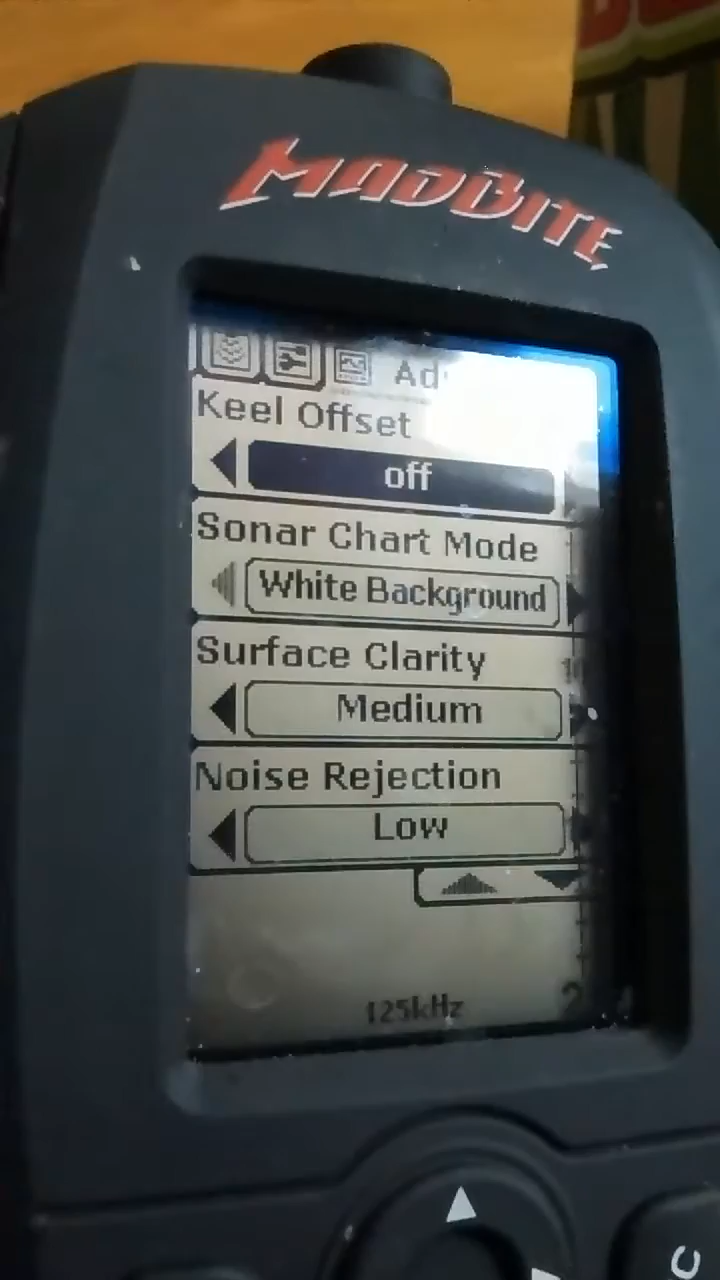 MADBITE
Keel Offset
off
Sonar Chart Mode
White Background
Surface Clarity
Medium
Noise Rejection
Low
125kHz